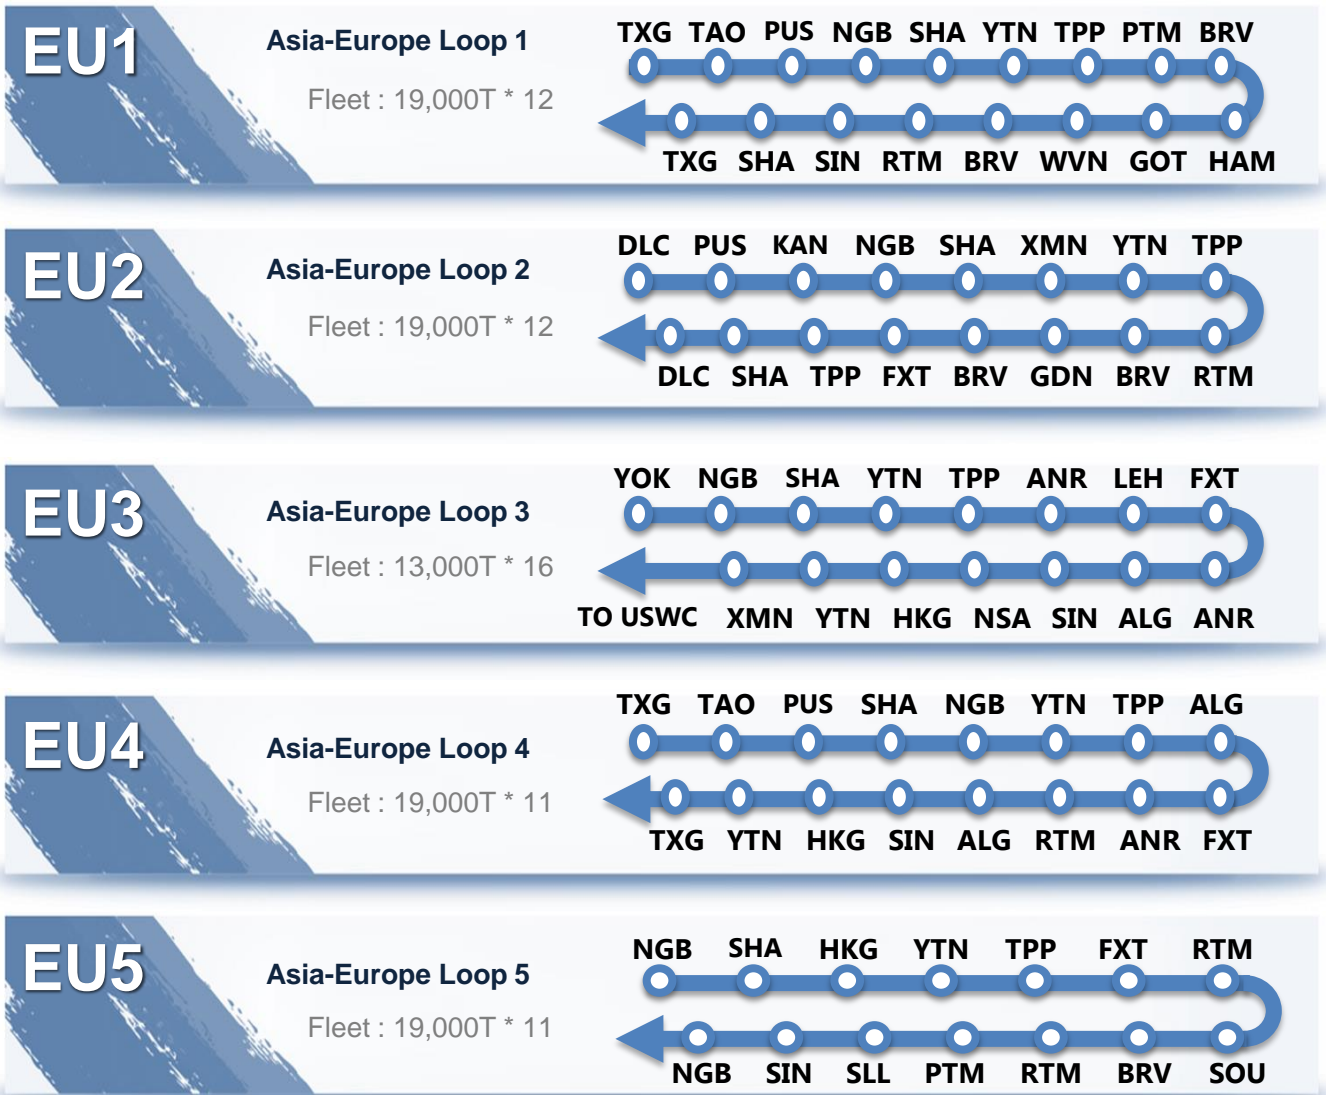 EU1
Asia-Europe Loop 1
Fleet : 19,000T * 12
TXG TAO PUS NGB SHA YTN TPP PTM BRV
TXG SHA SIN RTM BRV WVN GOT HAM
EU2
Asia-Europe Loop 2
Fleet : 19,000T * 12
DLC PUS KAN NGB SHA XMN YTN TPP
DLC SHA TPP FXT BRV GDN BRV RTM
EU3
Asia-Europe Loop 3
Fleet : 13,000T * 16
YOK NGB SHA YTN TPP ANR LEH FXT
TO USWC XMN YTN HKG NSA SIN ALG ANR
EU4
Asia-Europe Loop 4
Fleet : 19,000T * 11
TXG TAO PUS SHA NGB YTN TPP ALG
TXG YTN HKG SIN ALG RTM ANR FXT
EU5
Asia-Europe Loop 5
Fleet : 19,000T * 11
NGB SHA HKG YTN TPP FXT RTM
NGB SIN SLL PTM RTM BRV SOU